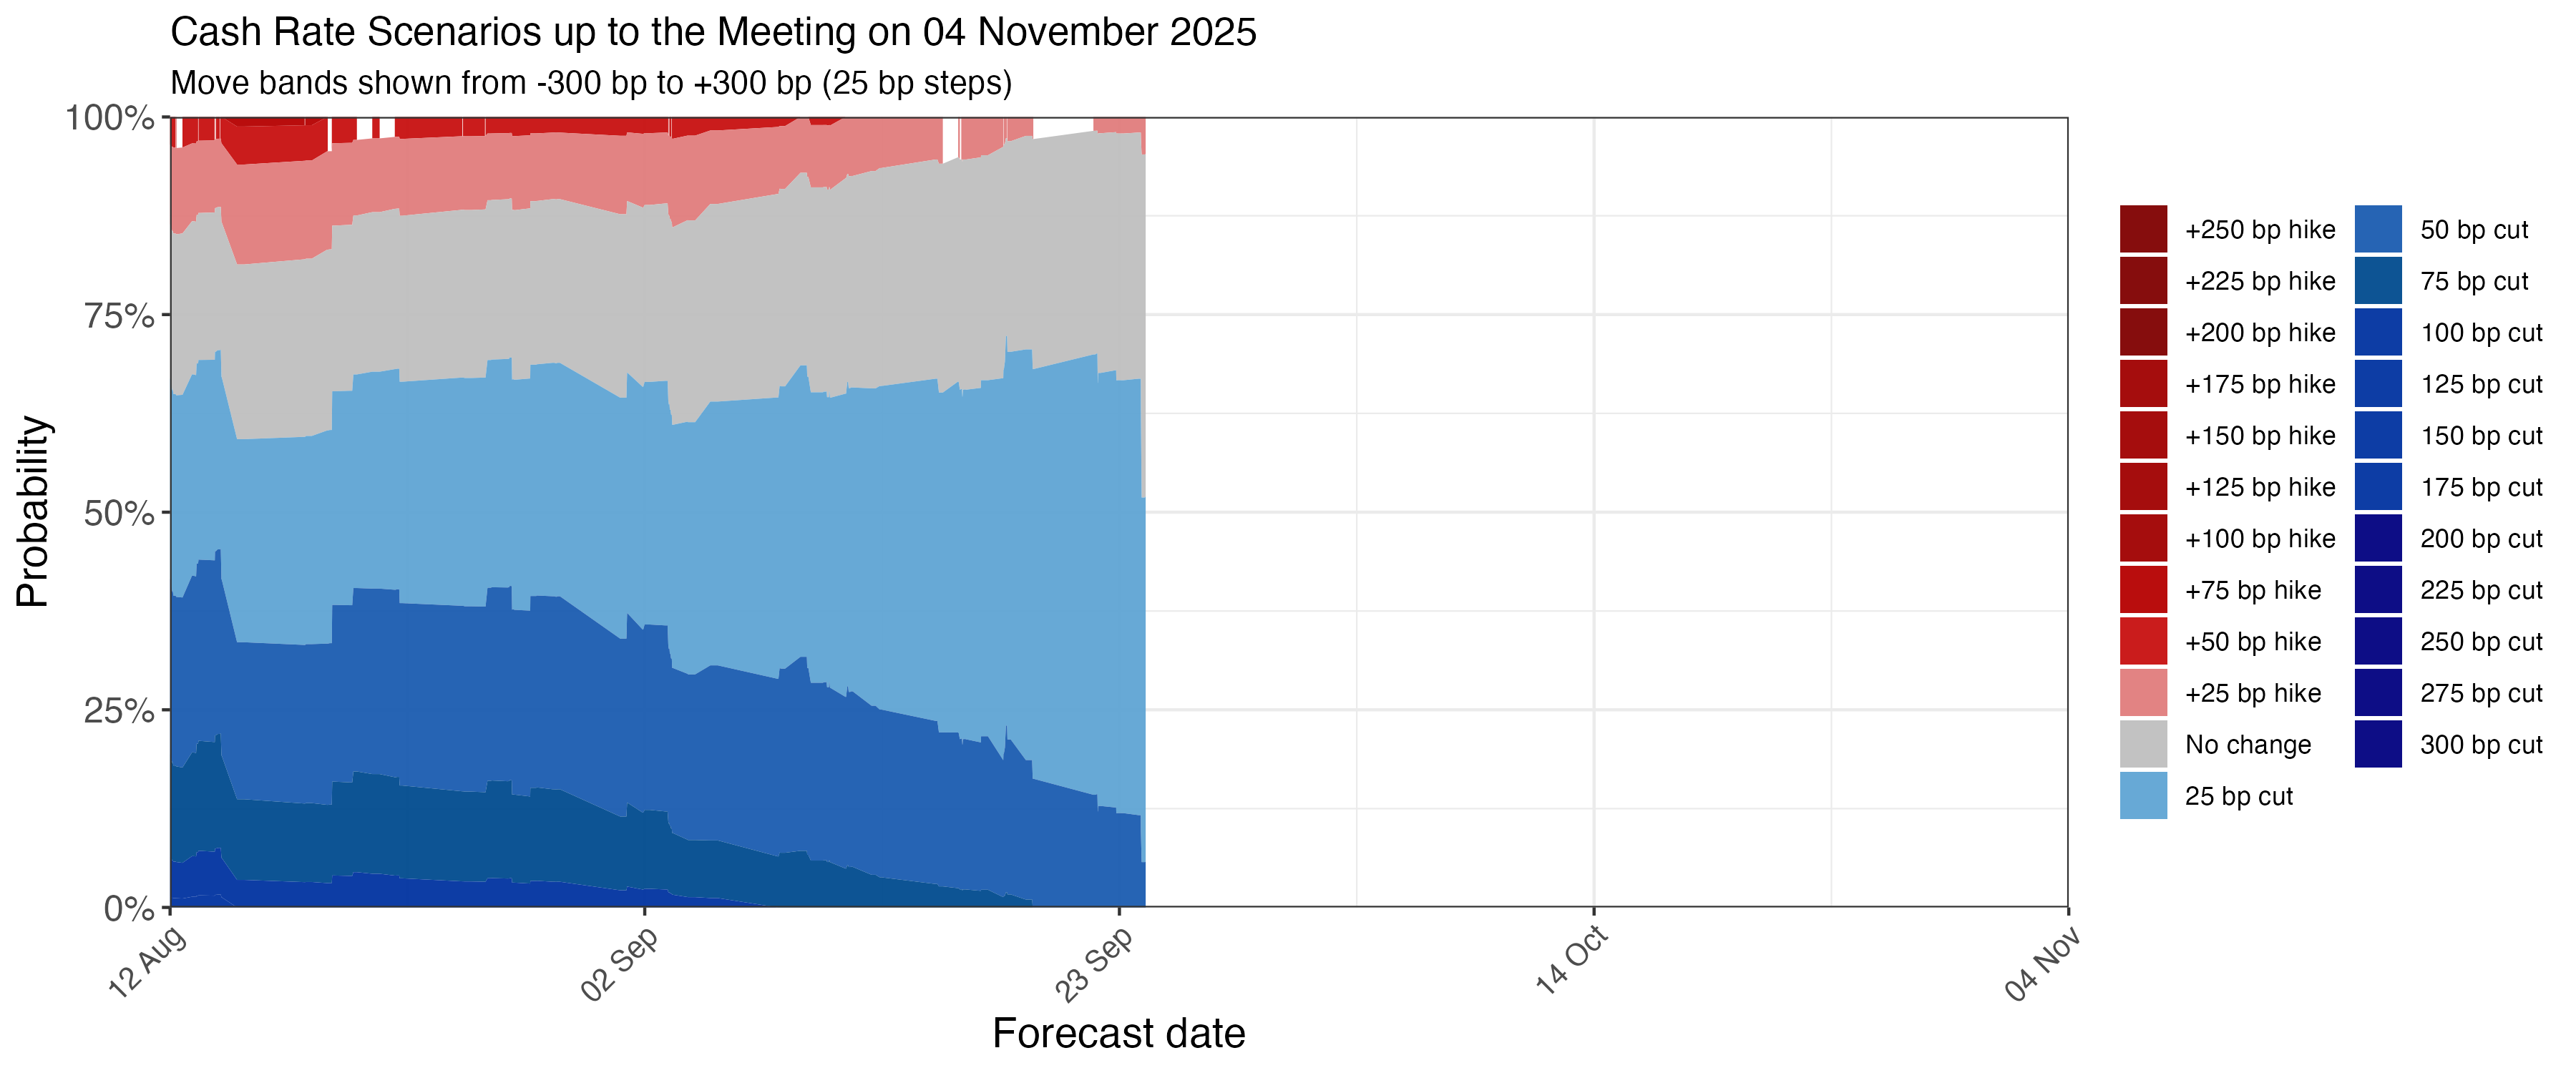 Cash Rate Scenarios up to the Meeting on 04 November 2025
Move bands shown from -300 bp to +300 bp (25 bp steps)
Probability
100%
75%
50%
25%
0%
12 Aug
02 Sep
23 Sep
14 Oct
04 Nov
Forecast date
+250 bp hike
+225 bp hike
+200 bp hike
+175 bp hike
+150 bp hike
+125 bp hike
+100 bp hike
+75 bp hike
+50 bp hike
+25 bp hike
No change
25 bp cut
50 bp cut
75 bp cut
100 bp cut
125 bp cut
150 bp cut
175 bp cut
200 bp cut
225 bp cut
250 bp cut
275 bp cut
300 bp cut